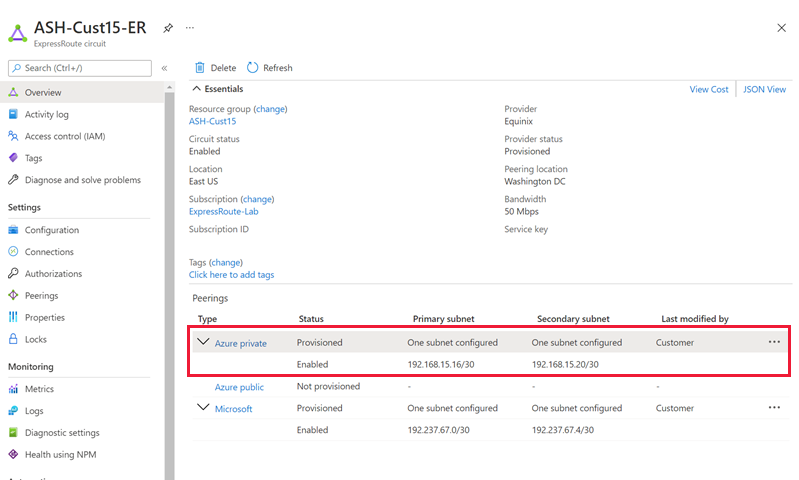 ASH-Cust15-ER
ExpressRoute circuit
Search (Ctrl+/)
«
Overview
Activity log
Access control (IAM)
Tags
Diagnose and solve problems
Settings
Configuration
Connections
Authorizations
Peerings
Properties
Locks
Monitoring
Metrics
Logs
Diagnostic settings
Health using NPM
Delete Refresh
Essentials View Cost JSON View
Resource group (change) Provider
ASH-Cust15 Equinix
Circuit status Provider status
Enabled Provisioned
Location Peering location
East US Washington DC
Subscription (change) Bandwidth
ExpressRoute-Lab 50 Mbps
Subscription ID Service key
Tags (change)
Click here to add tags
Peerings
Type Status Primary subnet Secondary subnet Last modified by
Azure private Provisioned One subnet configured One subnet configured Customer ···
Enabled 192.168.15.16/30 192.168.15.20/30
Azure public Not provisioned - - -
Microsoft Provisioned One subnet configured One subnet configured Customer ···
Enabled 192.237.67.0/30 192.237.67.4/30